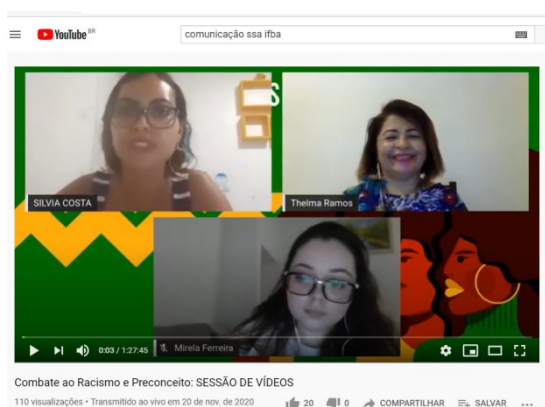 YouTube BR
comunicação ssa ifba
S
SILVIA COSTA
Thelma Ramos
Mirela Ferreira
0:03 / 1:27:45
Combate ao Racismo e Preconceito: SESSÃO DE VÍDEOS
110 visualizações • Transmitido ao vivo em 20 de nov. de 2020
20 0 COMPARTILHAR SALVAR ...